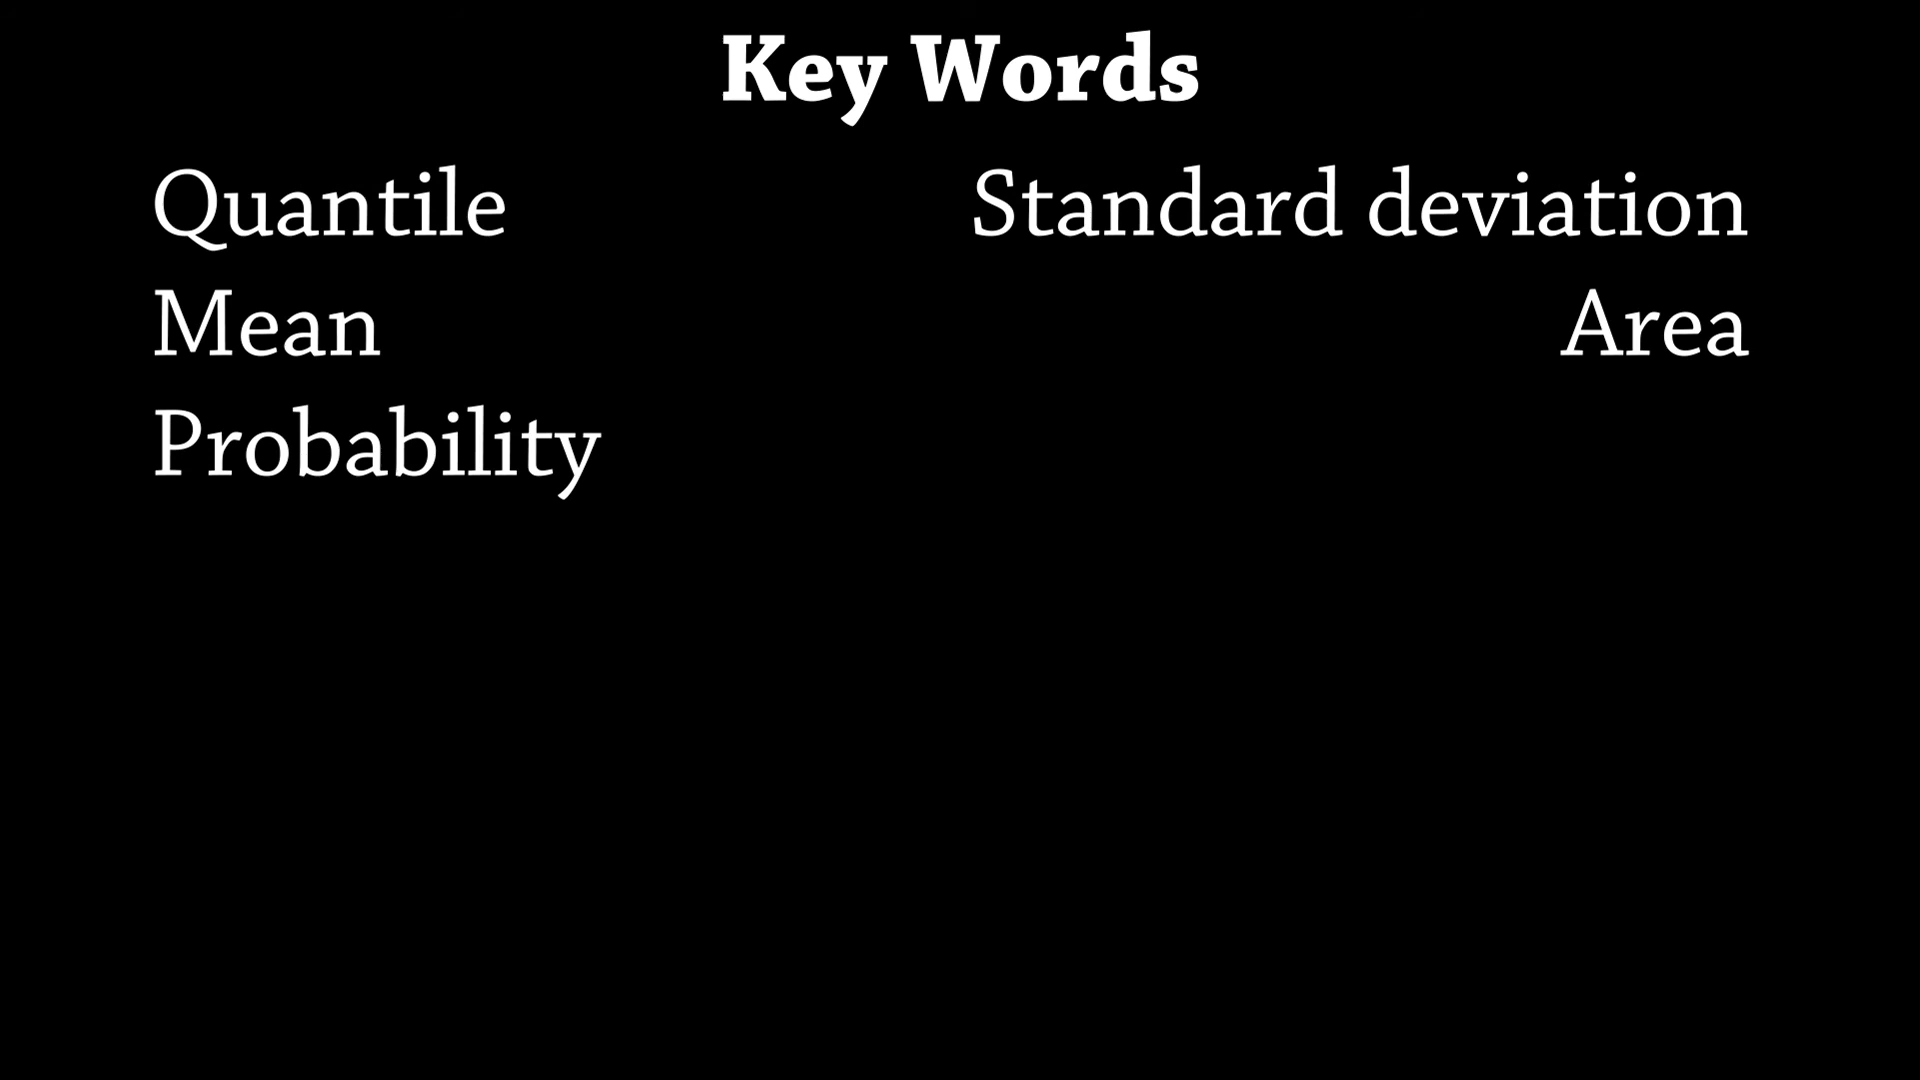 Key Words
Quantile
Standard deviation
Mean
Area
Probability